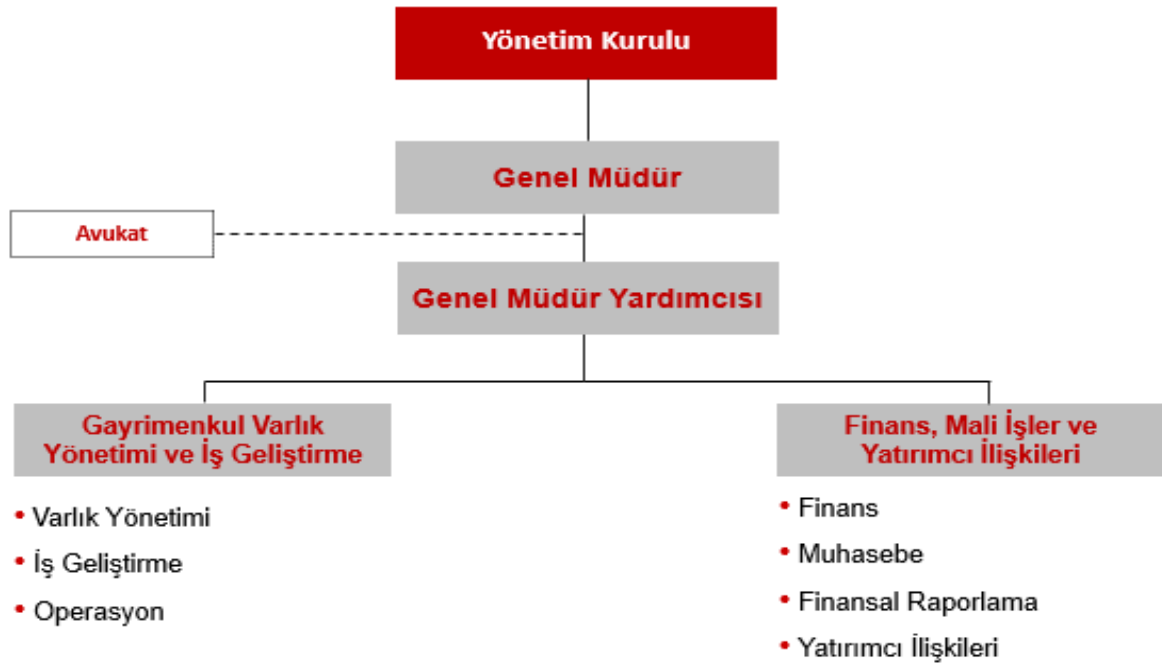 Yönetim Kurulu
Genel Müdür
Avukat
Genel Müdür Yardımcısı
Gayrimenkul Varlık
Yönetimi ve İş Geliştirme
• Varlık Yönetimi
• İş Geliştirme
• Operasyon
Finans, Mali İşler ve
Yatırımcı İlişkileri
• Finans
• Muhasebe
• Finansal Raporlama
• Yatırımcı İlişkileri